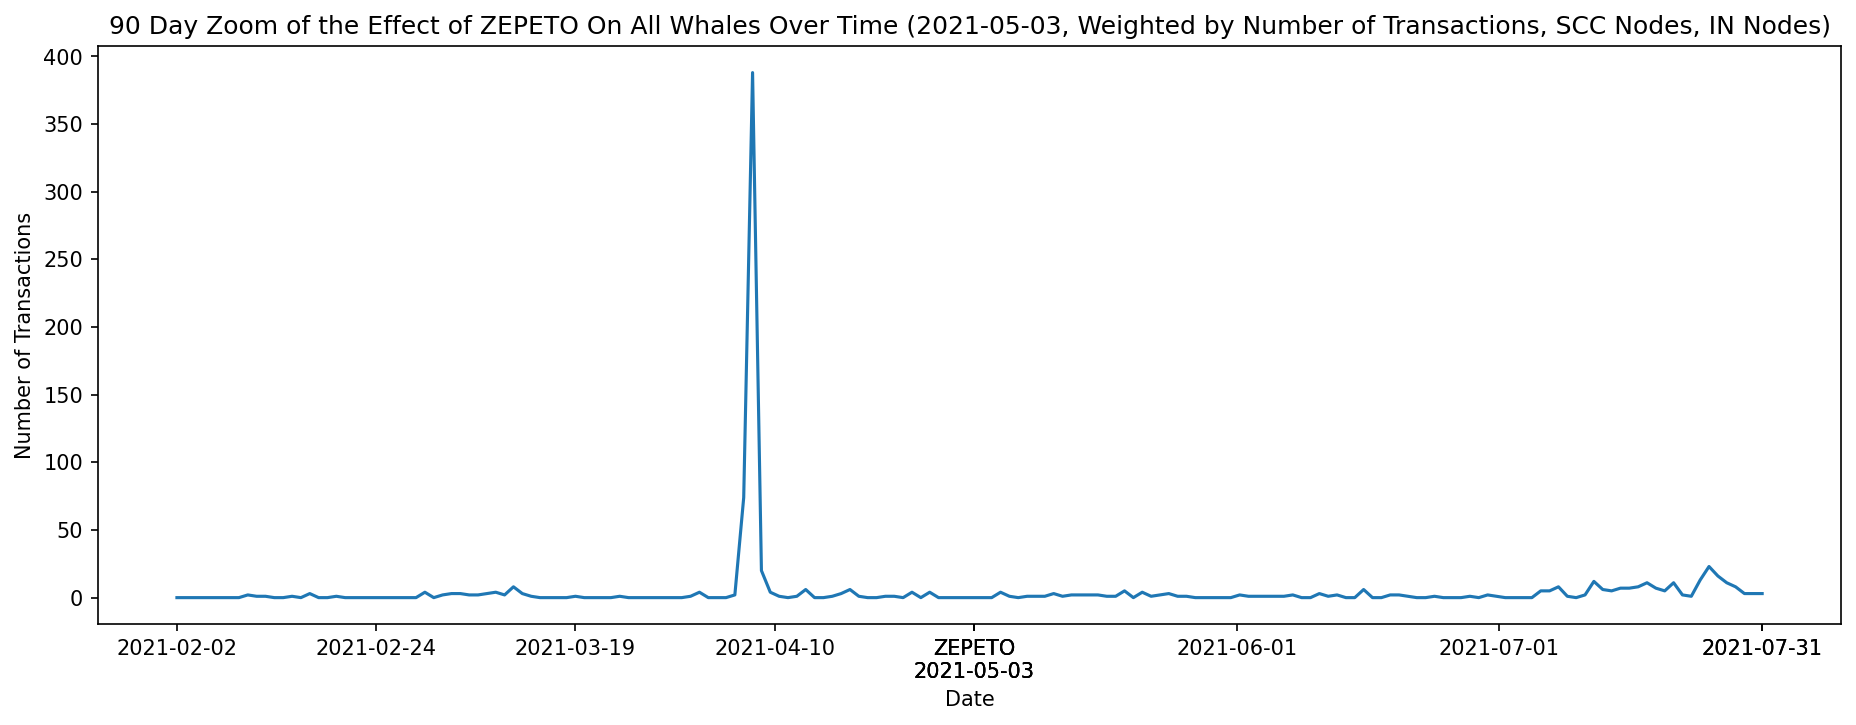 90 Day Zoom of the Effect of ZEPETO On All Whales Over Time (2021-05-03, Weighted by Number of Transactions, SCC Nodes, IN Nodes)
400
350
300
250
200
150
100
50
0
Number of Transactions
2021-02-02 2021-02-24 2021-03-19 2021-04-10 ZEPETO 2021-06-01 2021-07-01 2021-07-31
2021-05-03
Date